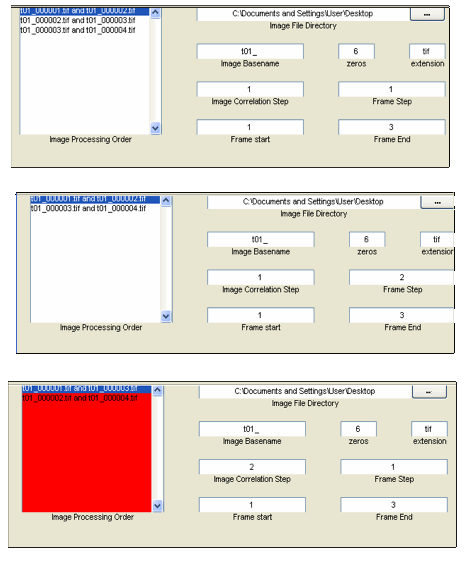 t01_000001.tif and t01_000002.tif
t01_000002.tif and t01_000003.tif
t01_000003.tif and t01_000004.tif
Image Processing Order
C:\Documents and Settings\User\Desktop ...
Image File Directory
t01_ 6 tif
Image Basename zeros extension
1 1
Image Correlation Step Frame Step
1 3
Frame start Frame End
t01_000001.tif and t01_000002.tif
t01_000003.tif and t01_000004.tif
Image Processing Order
C:\Documents and Settings\User\Desktop ...
Image File Directory
t01_ 6 tif
Image Basename zeros extension
1 2
Image Correlation Step Frame Step
1 3
Frame start Frame End
t01_000001.tif and t01_000003.tif
t01_000002.tif and t01_000004.tif
Image Processing Order
C:\Documents and Settings\User\Desktop ...
Image File Directory
t01_ 6 tif
Image Basename zeros extension
2 1
Image Correlation Step Frame Step
1 3
Frame start Frame End